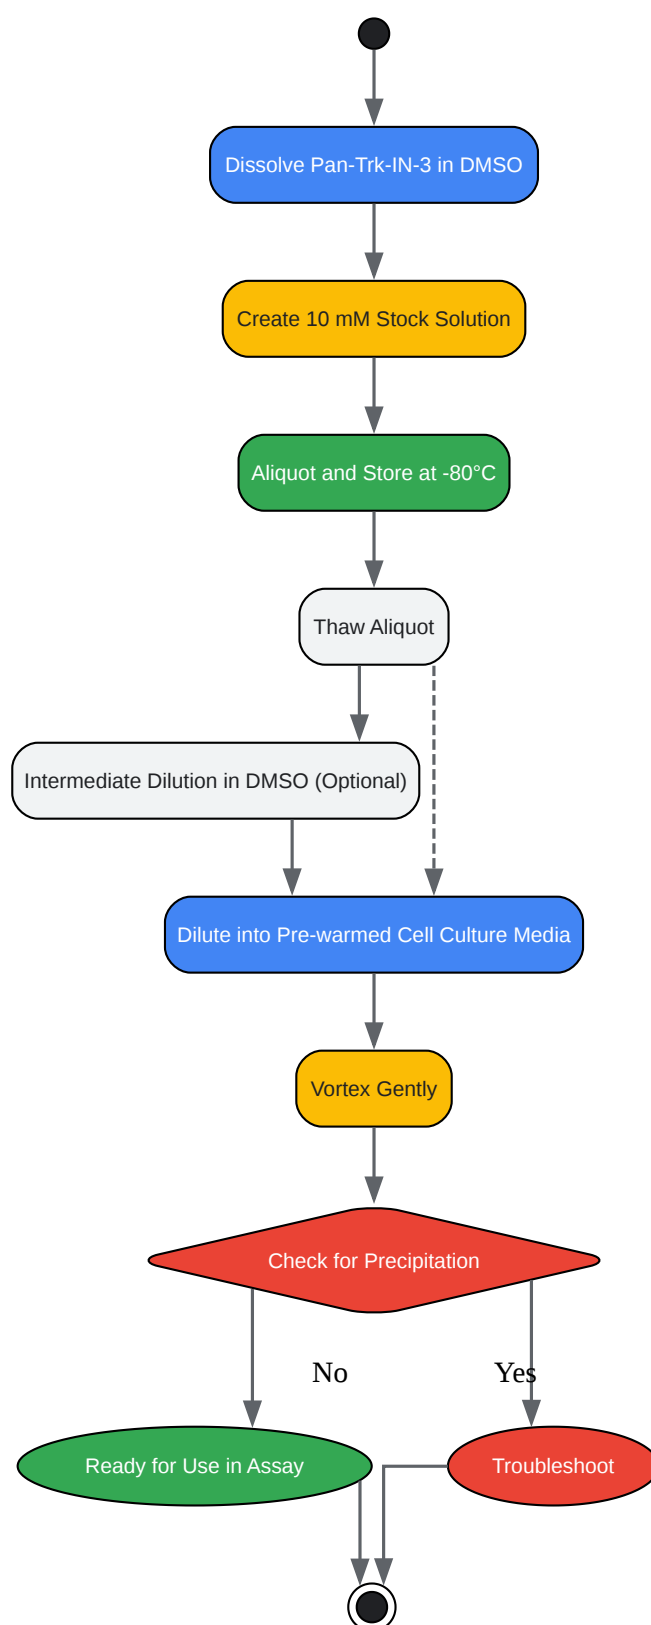 Dissolve Pan-Trk-IN-3 in DMSO
Create 10 mM Stock Solution
Aliquot and Store at -80°C
Thaw Aliquot
Intermediate Dilution in DMSO (Optional)
Dilute into Pre-warmed Cell Culture Media
Vortex Gently
Check for Precipitation
No
Yes
Ready for Use in Assay
Troubleshoot